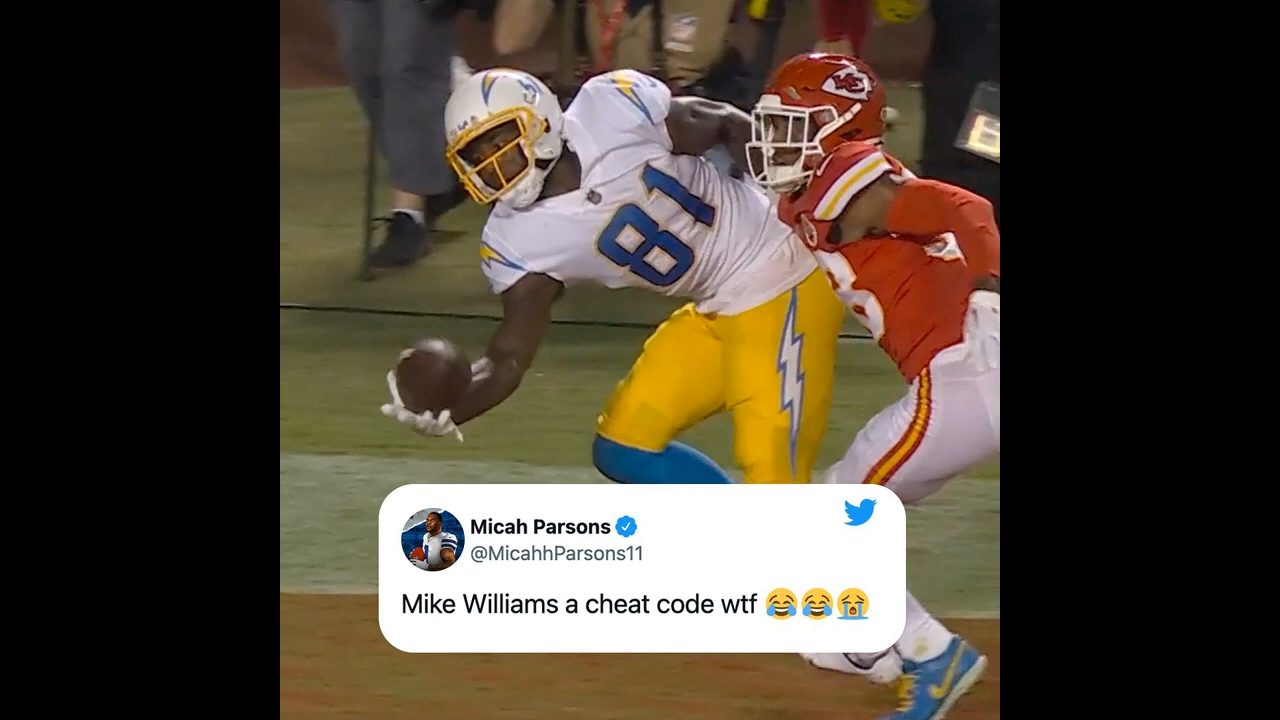 81
Micah Parsons
@MicahhParsons11
Mike Williams a cheat code wtf 😂😂😭